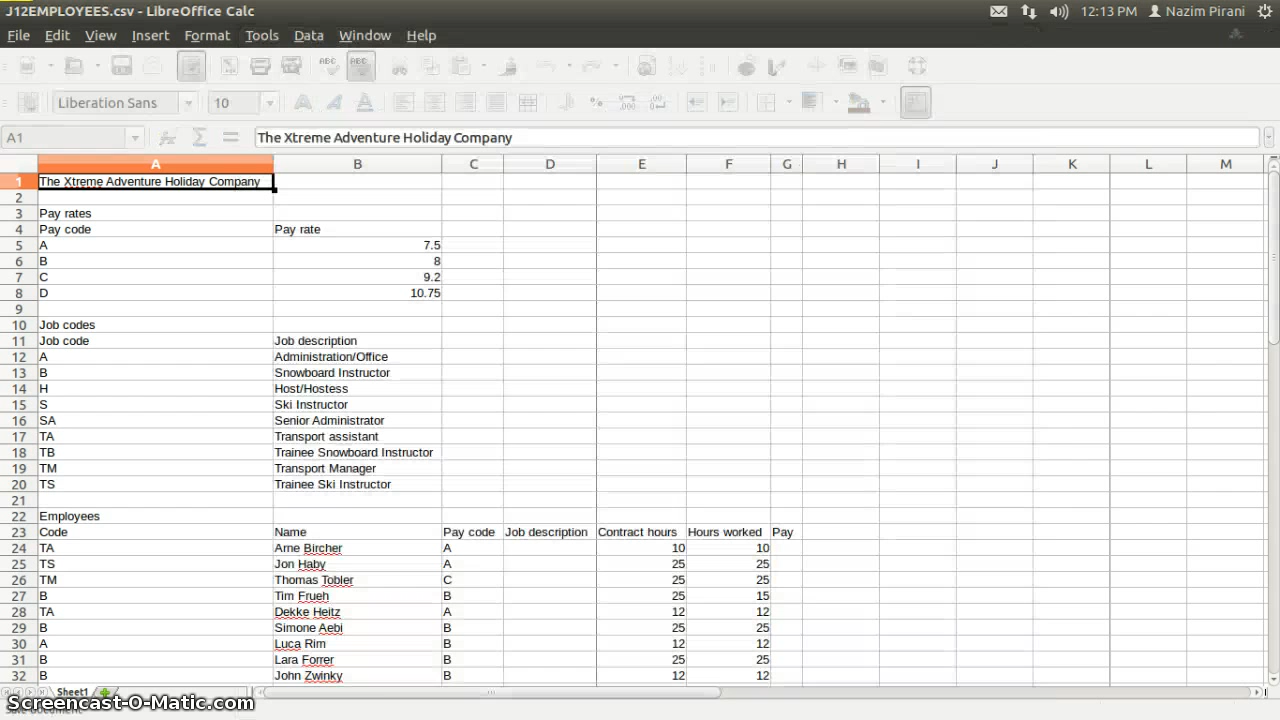 J12EMPLOYEES.csv - LibreOffice Calc 12:13 PM Nazim Pirani
File Edit View Insert Format Tools Data Window Help
ABC ABC
Liberation Sans 10
A1 The Xtreme Adventure Holiday Company
A B C D E F G H I J K L M
1 The Xtreme Adventure Holiday Company
2
3 Pay rates
4 Pay code Pay rate
5 A 7.5
6 B 8
7 C 9.2
8 D 10.75
9
10 Job codes
11 Job code Job description
12 A Administration/Office
13 B Snowboard Instructor
14 H Host/Hostess
15 S Ski Instructor
16 SA Senior Administrator
17 TA Transport assistant
18 TB Trainee Snowboard Instructor
19 TM Transport Manager
20 TS Trainee Ski Instructor
21
22 Employees
23 Code Name Pay code Job description Contract hours Hours worked Pay
24 TA Arne Bircher A 10 10
25 TS Jon Haby A 25 25
26 TM Thomas Tobler C 25 25
27 B Tim Frueh B 25 15
28 TA Dekke Heitz A 12 12
29 B Simone Aebi B 25 25
30 A Luca Rim B 12 12
31 B Lara Forrer B 25 25
32 B John Zwinky B 12 12
Sheet1
Screencast-O-Matic.com